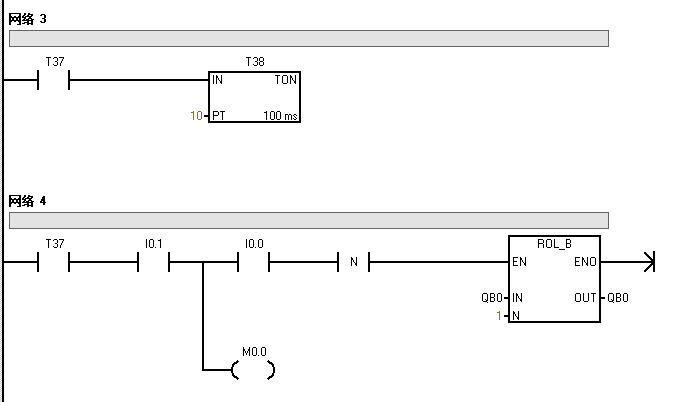 网络 3
T37
T38
IN TON
10 PT 100 ms
网络 4
T37 I0.1 I0.0
N
ROL_B
EN ENO
QB0 IN OUT QB0
1 N
M0.0